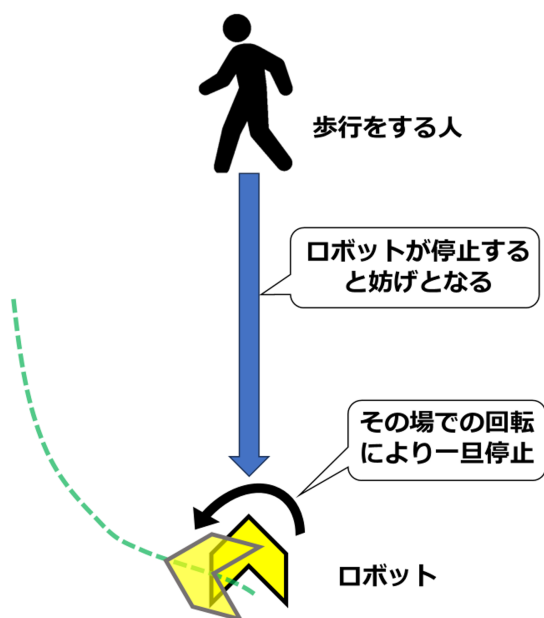 歩行をする人
ロボットが停止する
と妨げとなる
その場での回転
により一旦停止
ロボット